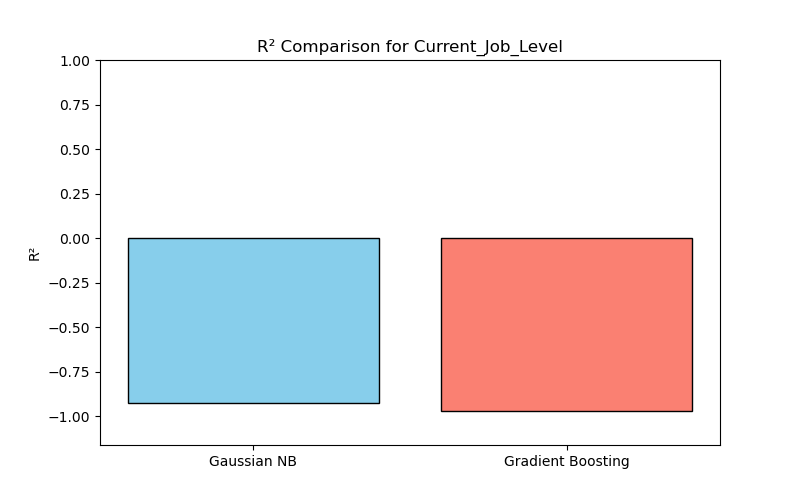 R² Comparison for Current_Job_Level
1.00
0.75
0.50
0.25
0.00
−0.25
−0.50
−0.75
−1.00
R²
Gaussian NB
Gradient Boosting